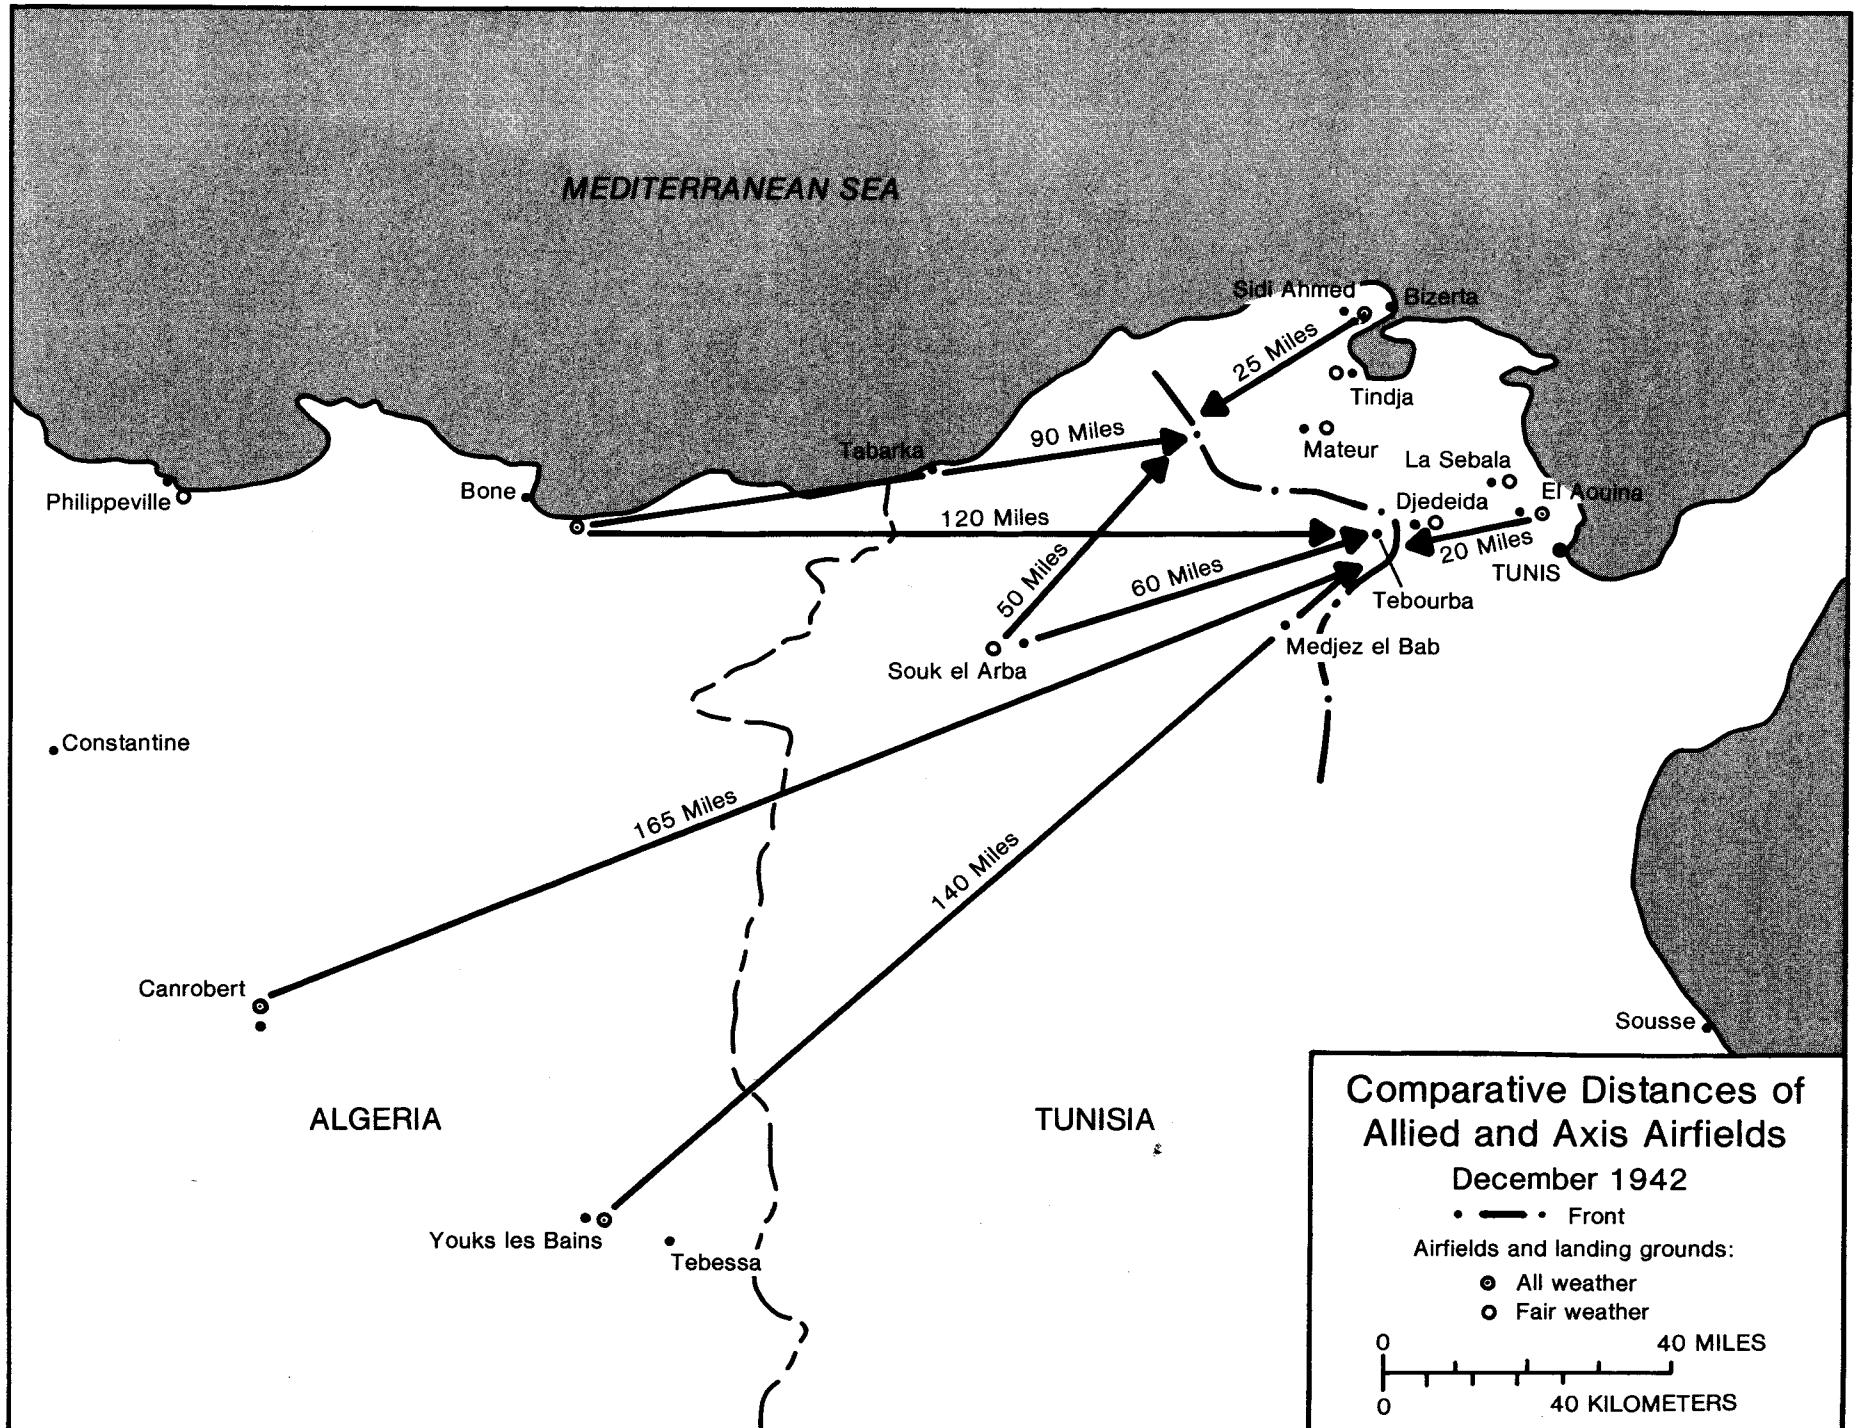 MEDITERRANEAN SEA
Sidi Ahmed
Bizerta
25 Miles
Tindja
90 Miles
Tabarka
Mateur
La Sebala
Philippeville
Bone
El Aouina
Djedeida
120 Miles
20 Miles
TUNIS
50 Miles
60 Miles
Tebourba
Medjez el Bab
Souk el Arba
Constantine
165 Miles
140 Miles
Canrobert
Sousse
ALGERIA
TUNISIA
Youks les Bains
Tebessa
Comparative Distances of
Allied and Axis Airfields
December 1942
Front
Airfields and landing grounds:
All weather
Fair weather
0 40 MILES
0 40 KILOMETERS